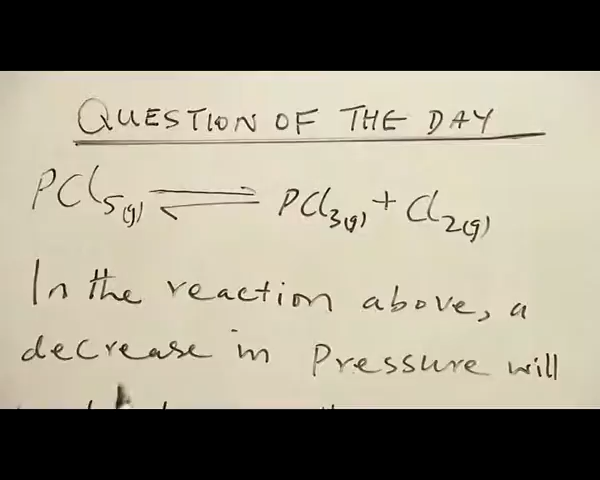 QUESTION OF THE DAY
PCl5(g) ⇌ PCl3(g) + Cl2(g)
In the reaction above, a
decrease in Pressure will